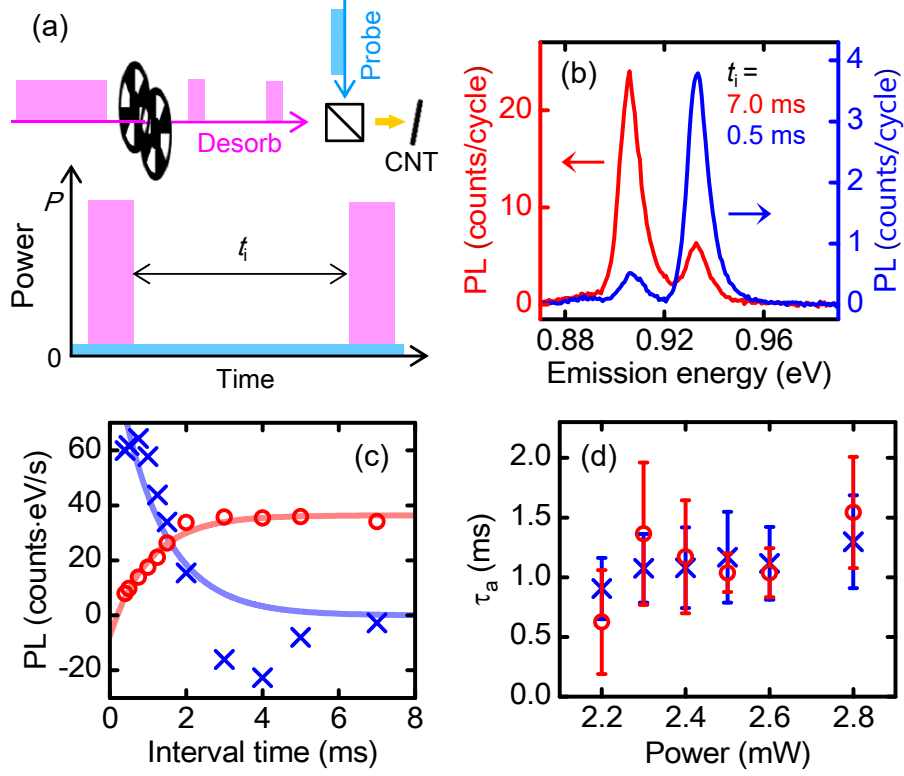 (a)
Probe
Desorb
CNT
P
t_i
Power
0
Time
(b)
t_i =
7.0 ms
0.5 ms
PL (counts/cycle)
20
10
0
PL (counts/cycle)
4
3
2
1
0
0.88 0.92 0.96
Emission energy (eV)
(c)
PL (counts·eV/s)
60
40
20
0
-20
0 2 4 6 8
Interval time (ms)
(d)
τ_a (ms)
2.0
1.5
1.0
0.5
0.0
2.2 2.4 2.6 2.8
Power (mW)